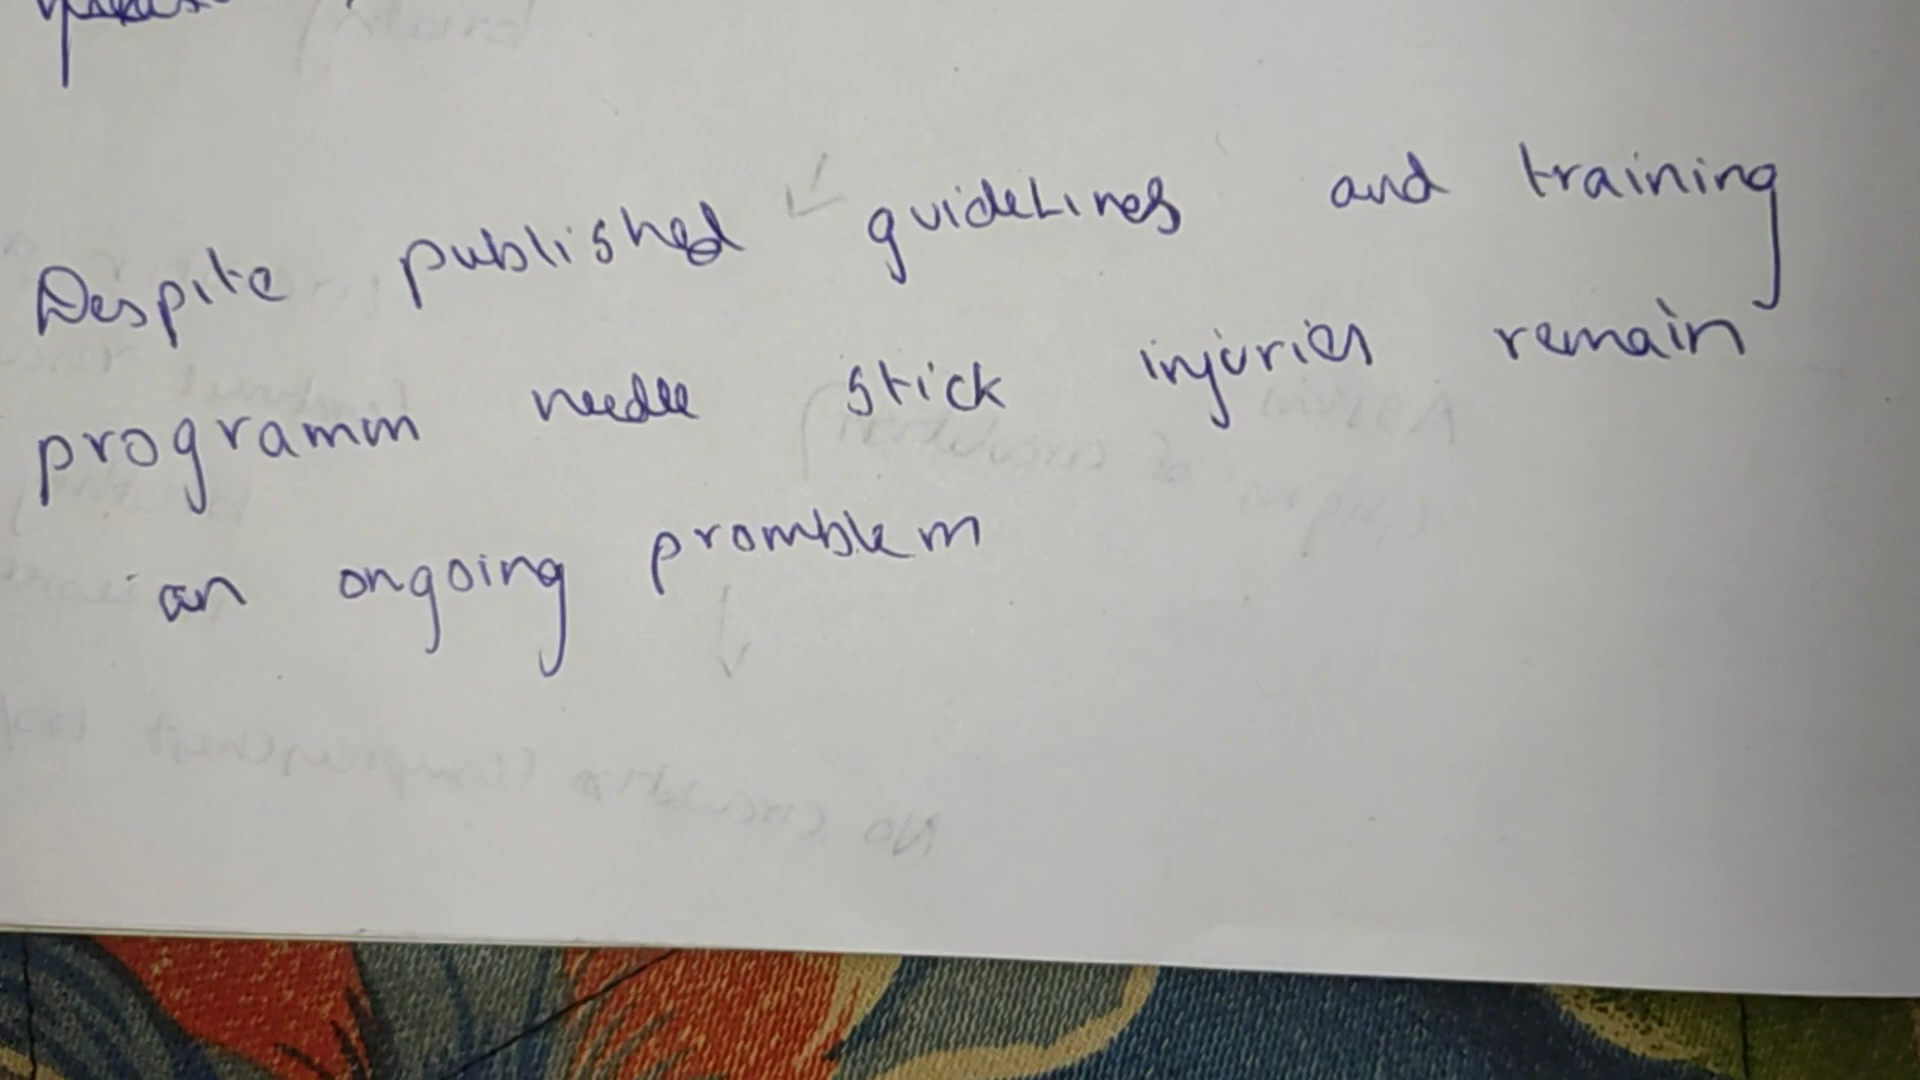 Despite published guidelines and training
programm needle stick injuries remain
an ongoing promblem